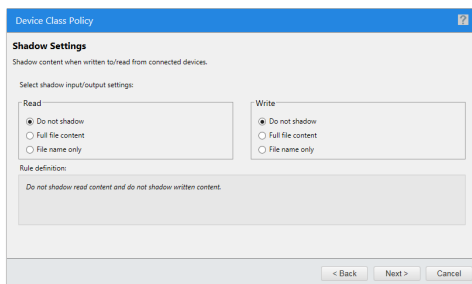 Device Class Policy
?
Shadow Settings
Shadow content when written to/read from connected devices.
Select shadow input/output settings:
Read
Do not shadow
Full file content
File name only
Write
Do not shadow
Full file content
File name only
Rule definition:
Do not shadow read content and do not shadow written content.
< Back
Next >
Cancel